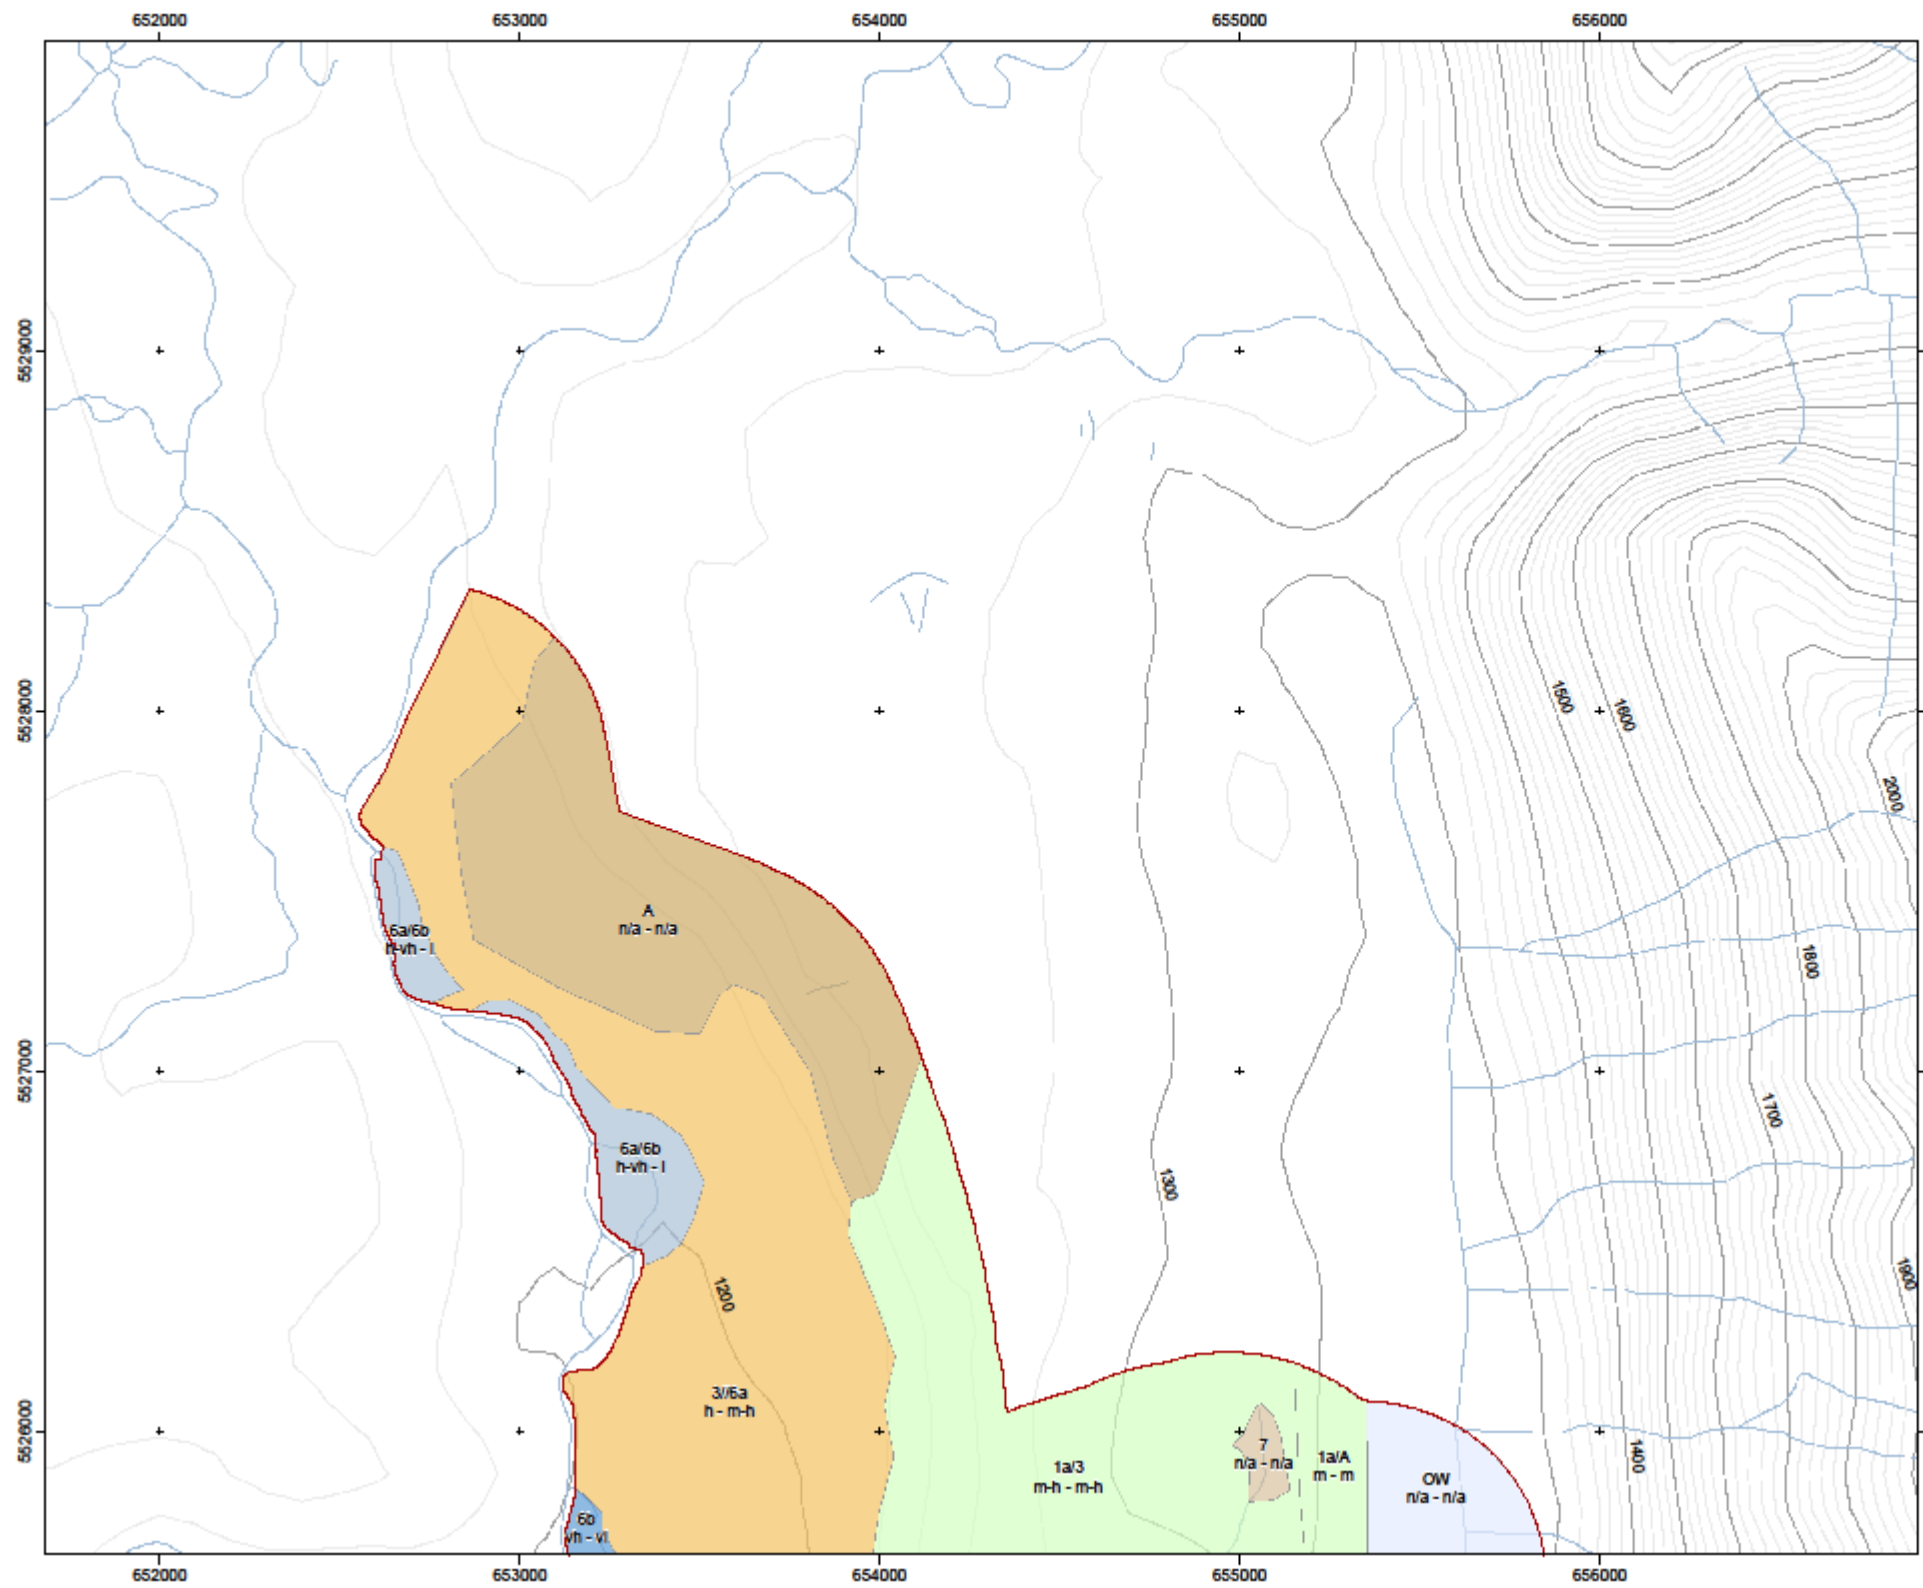 652000 653000 654000 655000 656000
5529000
5528000
1500
1600
2000
A
n/a - n/a
6a/6b
h-vh - l
1800
5527000
1700
6a/6b
h-vh - l
1300
1900
1200
3//6a
h - m-h
5526000
7
n/a - n/a
1a/A
m - m
1a/3
m-h - m-h
1400
OW
n/a - n/a
6b
vh - vl
652000 653000 654000 655000 656000